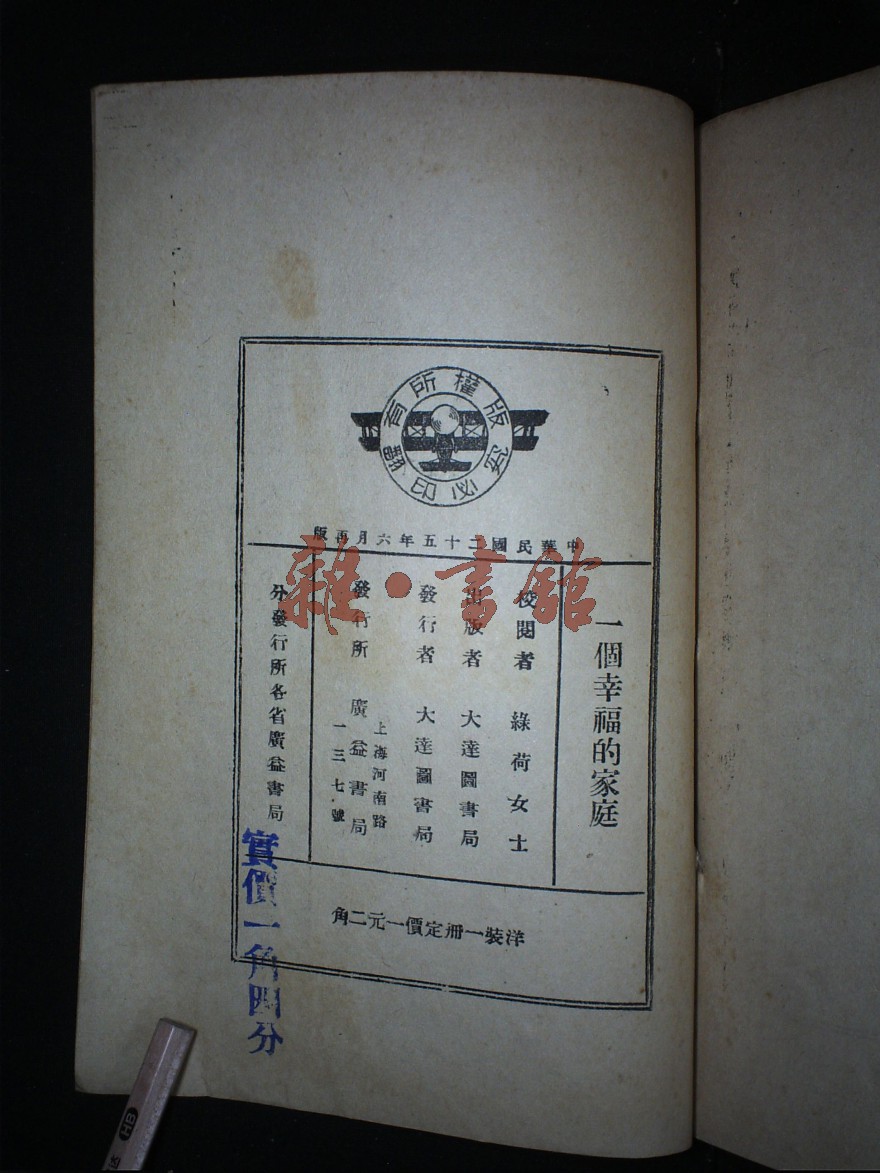 版權所有
翻印必究
中華民國二十五年六月再版
一個幸福的家庭
校閱者　綠荷女士
出版者　大達圖書局
發行者　大達圖書局
發行所　廣益書局
上海河南路
一三七號
分發行所各省廣益書局
洋裝一冊定價一元二角
實價一角四分
雜·書館
HB